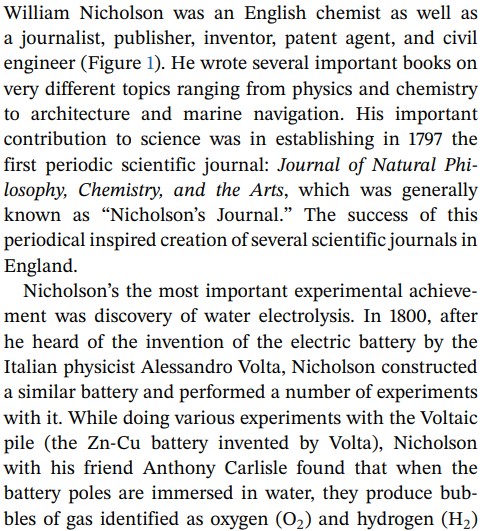 William Nicholson was an English chemist as well as
a journalist, publisher, inventor, patent agent, and civil
engineer (Figure 1). He wrote several important books on
very different topics ranging from physics and chemistry
to architecture and marine navigation. His important
contribution to science was in establishing in 1797 the
first periodic scientific journal: Journal of Natural Phi-
losophy, Chemistry, and the Arts, which was generally
known as “Nicholson’s Journal.” The success of this
periodical inspired creation of several scientific journals in
England.
Nicholson’s the most important experimental achieve-
ment was discovery of water electrolysis. In 1800, after
he heard of the invention of the electric battery by the
Italian physicist Alessandro Volta, Nicholson constructed
a similar battery and performed a number of experiments
with it. While doing various experiments with the Voltaic
pile (the Zn-Cu battery invented by Volta), Nicholson
with his friend Anthony Carlisle found that when the
battery poles are immersed in water, they produce bub-
bles of gas identified as oxygen (O₂) and hydrogen (H₂)